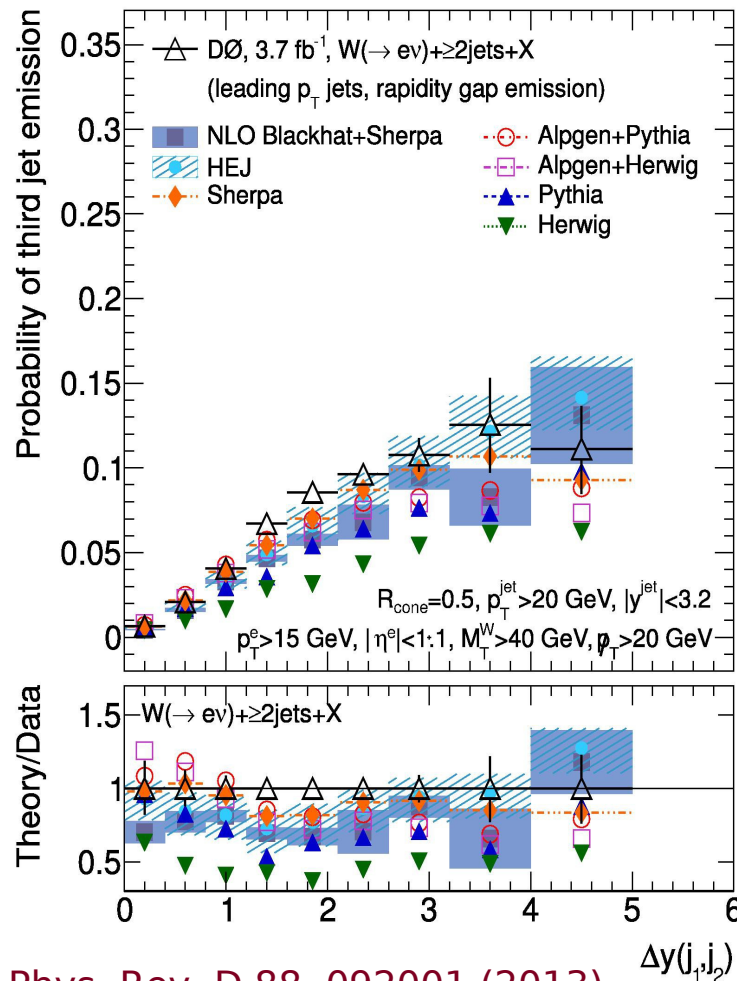 Probability of third jet emission
0.35
0.3
0.25
0.2
0.15
0.1
0.05
0
DØ, 3.7 fb⁻¹, W(→ eν)+≥2jets+X
(leading p_T jets, rapidity gap emission)
NLO Blackhat+Sherpa
HEJ
Sherpa
Alpgen+Pythia
Alpgen+Herwig
Pythia
Herwig
R_cone=0.5, p_T^jet>20 GeV, |y^jet|<3.2
p_T^e>15 GeV, |η^e|<1.1, M_T^W>40 GeV, p̸_T>20 GeV
Theory/Data
1.5
1
0.5
W(→ eν)+≥2jets+X
0 1 2 3 4 5 6
Δy(j₁,j₂)
Phys. Rev. D 88, 092001 (2013)